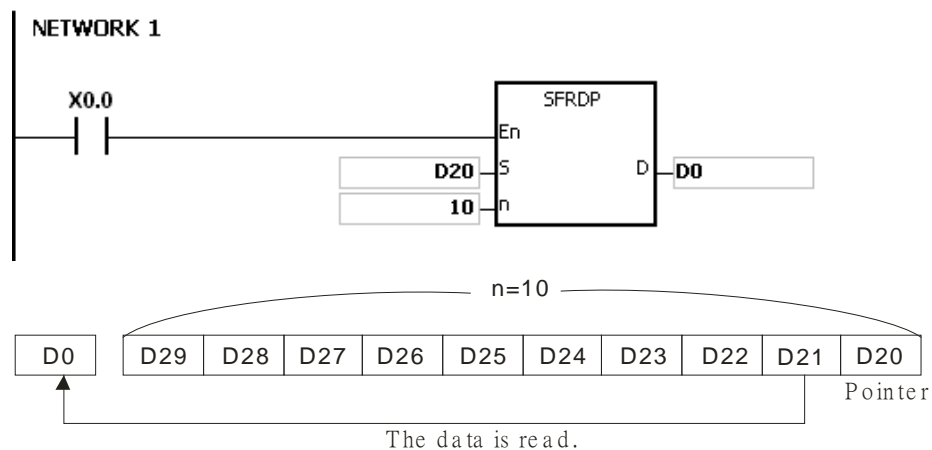 NETWORK 1
X0.0
SFRDP
En
D20 S D D0
10 n
n=10
D0 D29 D28 D27 D26 D25 D24 D23 D22 D21 D20
Pointer
The data is read.